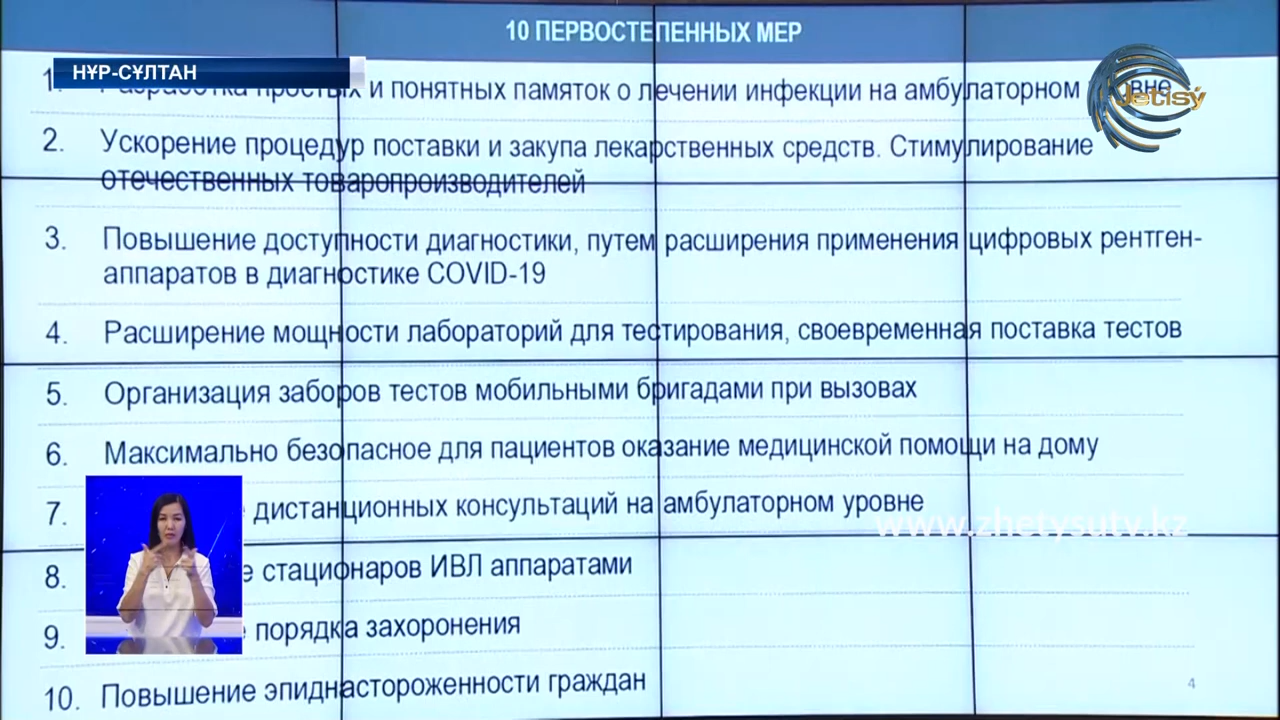 10 ПЕРВОСТЕПЕННЫХ МЕР
НҰР-СҰЛТАН
1. Разработка простых и понятных памяток о лечении инфекции на амбулаторном
Jetisý
2. Ускорение процедур поставки и закупа лекарственных средств. Стимулирование
отечественных товаропроизводителей
3. Повышение доступности диагностики, путем расширения применения цифровых рентген-
аппаратов в диагностике COVID-19
4. Расширение мощности лабораторий для тестирования, своевременная поставка тестов
5. Организация заборов тестов мобильными бригадами при вызовах
6. Максимально безопасное для пациентов оказание медицинской помощи на дому
7. дистанционных консультаций на амбулаторном уровне
www.zhetysutv.kz
8. стационаров ИВЛ аппаратами
9. порядка захоронения
10. Повышение эпиднастороженности граждан
4